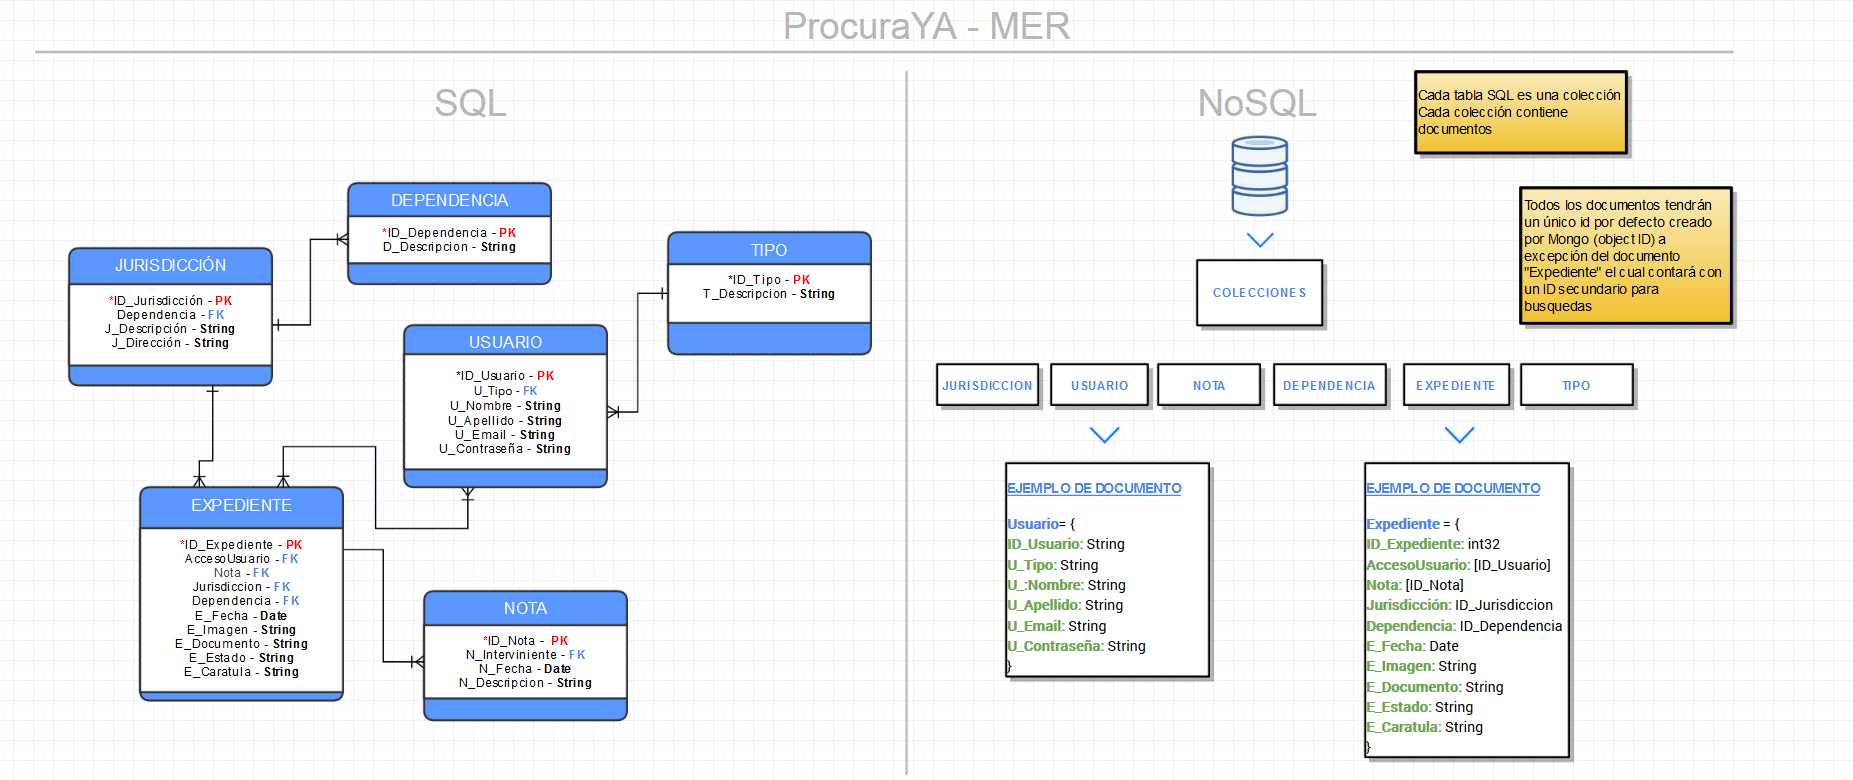 ProcuraYA - MER
SQL
DEPENDENCIA
*ID_Dependencia - PK
D_Descripcion - String
JURISDICCIÓN
*ID_Jurisdicción - PK
Dependencia - FK
J_Descripción - String
J_Dirección - String
TIPO
*ID_Tipo - PK
T_Descripcion - String
USUARIO
*ID_Usuario - PK
U_Tipo - FK
U_Nombre - String
U_Apellido - String
U_Email - String
U_Contraseña - String
EXPEDIENTE
*ID_Expediente - PK
AccesoUsuario - FK
Nota - FK
Jurisdiccion - FK
Dependencia - FK
E_Fecha - Date
E_Imagen - String
E_Documento - String
E_Estado - String
E_Caratula - String
NOTA
*ID_Nota - PK
N_Interviniente - FK
N_Fecha - Date
N_Descripcion - String
NoSQL
Cada tabla SQL es una colección
Cada colección contiene
documentos
Todos los documentos tendrán
un único id por defecto creado
por Mongo (object ID) a
excepción del documento
"Expediente" el cual contará con
un ID secundario para
busquedas
COLECCIONES
JURISDICCION
USUARIO
NOTA
DEPENDENCIA
EXPEDIENTE
TIPO
EJEMPLO DE DOCUMENTO
Usuario= {
ID_Usuario: String
U_Tipo: String
U_:Nombre: String
U_Apellido: String
U_Email: String
U_Contraseña: String
}
EJEMPLO DE DOCUMENTO
Expediente = {
ID_Expediente: int32
AccesoUsuario: [ID_Usuario]
Nota: [ID_Nota]
Jurisdicción: ID_Jurisdiccion
Dependencia: ID_Dependencia
E_Fecha: Date
E_Imagen: String
E_Documento: String
E_Estado: String
E_Caratula: String
}